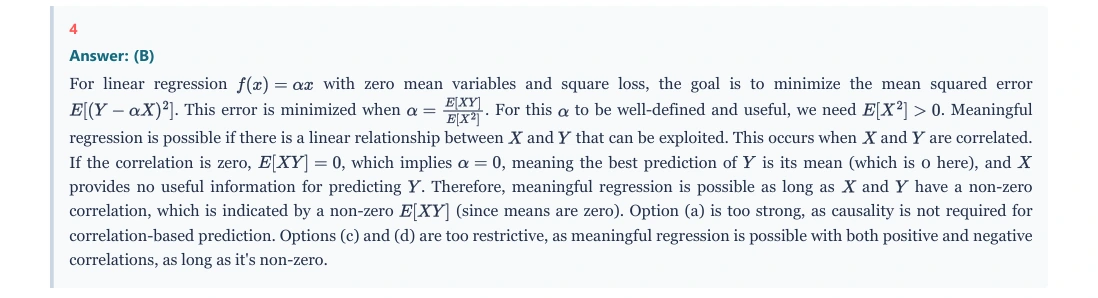 4
Answer: (B)
For linear regression f(x) = αx with zero mean variables and square loss, the goal is to minimize the mean squared error
E[(Y − αX)²]. This error is minimized when α = E[XY]/E[X²]. For this α to be well-defined and useful, we need E[X²] > 0. Meaningful
regression is possible if there is a linear relationship between X and Y that can be exploited. This occurs when X and Y are correlated.
If the correlation is zero, E[XY] = 0, which implies α = 0, meaning the best prediction of Y is its mean (which is 0 here), and X
provides no useful information for predicting Y. Therefore, meaningful regression is possible as long as X and Y have a non-zero
correlation, which is indicated by a non-zero E[XY] (since means are zero). Option (a) is too strong, as causality is not required for
correlation-based prediction. Options (c) and (d) are too restrictive, as meaningful regression is possible with both positive and negative
correlations, as long as it's non-zero.